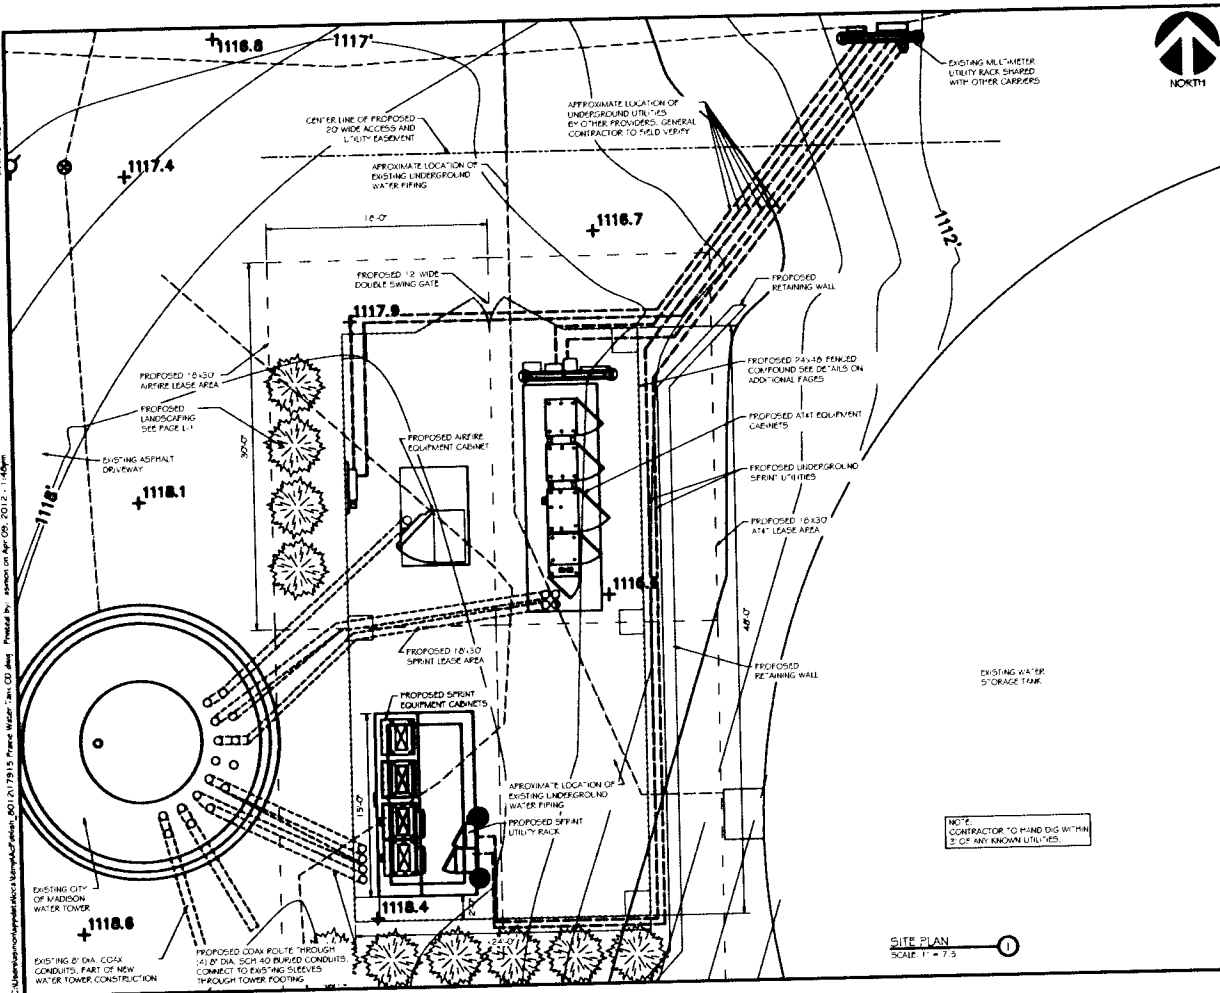 1116.8
1117'
NORTH
EXISTING MULTIMETER
UTILITY RACK SHARED
WITH OTHER CARRIERS
APPROXIMATE LOCATION OF
UNDERGROUND UTILITIES
BY OTHER PROVIDERS. GENERAL
CONTRACTOR TO FIELD VERIFY
CENTER LINE OF PROPOSED
20' WIDE ACCESS AND
UTILITY EASEMENT
1117.4
APROXIMATE LOCATION OF
EXISTING UNDERGROUND
WATER PIPING
18'-0"
1116.7
1112'
PROPOSED 12' WIDE
DOUBLE SWING GATE
PROPOSED
RETAINING WALL
1117.9
PROPOSED 18'x30'
AIRFIRE LEASE AREA
PROPOSED 24'x48' FENCED
COMPOUND SEE DETAILS ON
ADDITIONAL PAGES
PROPOSED
LANDSCAPING
SEE PAGE L-1
30'-0"
PROPOSED AT&T EQUIPMENT
CABINETS
PROPOSED AIRFIRE
EQUIPMENT CABINET
EXISTING ASPHALT
DRIVEWAY
PROPOSED UNDERGROUND
SPRINT UTILITIES
1118'
1118.1
PROPOSED 18'x30'
AT&T LEASE AREA
48'-0"
PROPOSED 18'x30'
SPRINT LEASE AREA
PROPOSED
RETAINING WALL
EXISTING WATER
STORAGE TANK
PROPOSED SPRINT
EQUIPMENT CABINETS
15'-0"
APROXIMATE LOCATION OF
EXISTING UNDERGROUND
WATER PIPING
PROPOSED SPRINT
UTILITY RACK
NOTE:
CONTRACTOR TO HAND DIG WITHIN
3' OF ANY KNOWN UTILITIES.
EXISTING CITY
OF MADISON
WATER TOWER
1118.4
1118.6
24'-0"
EXISTING 8" DIA. COAX
CONDUITS, PART OF NEW
WATER TOWER CONSTRUCTION
PROPOSED COAX ROUTE THROUGH
(4) 8" DIA. SCH 40 BURIED CONDUITS.
CONNECT TO EXISTING SLEEVES
THROUGH TOWER FOOTING
SITE PLAN
1
SCALE: 1" = 7.5'